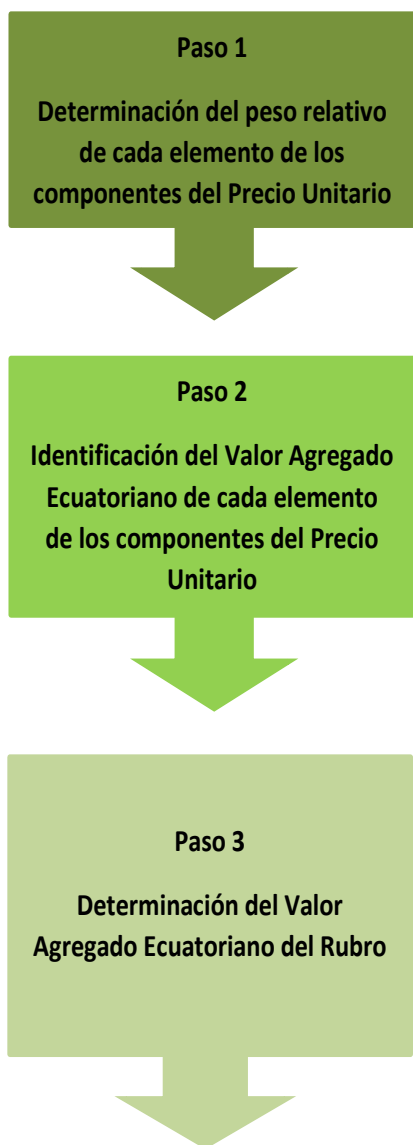 Paso 1
Determinación del peso relativo
de cada elemento de los
componentes del Precio Unitario
Paso 2
Identificación del Valor Agregado
Ecuatoriano de cada elemento
de los componentes del Precio
Unitario
Paso 3
Determinación del Valor
Agregado Ecuatoriano del Rubro